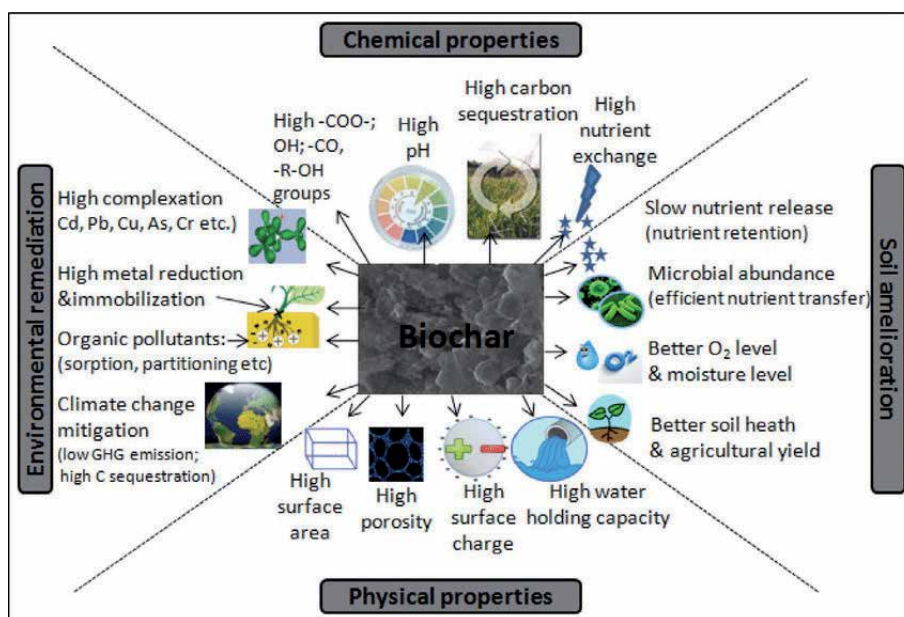 Chemical properties
High -COO-;
OH; -CO,
-R-OH
groups
High
pH
High carbon
sequestration
High
nutrient
exchange
Environmental remediation
High complexation
Cd, Pb, Cu, As, Cr etc.)
High metal reduction
&immobilization
Organic pollutants:
(sorption, partitioning etc)
Climate change
mitigation
(low GHG emission;
high C sequestration)
Biochar
Slow nutrient release
(nutrient retention)
Microbial abundance
(efficient nutrient transfer)
O₂
Better O₂ level
& moisture level
Better soil heath
& agricultural yield
Soil amelioration
High
surface
area
High
porosity
High
surface
charge
High water
holding capacity
Physical properties